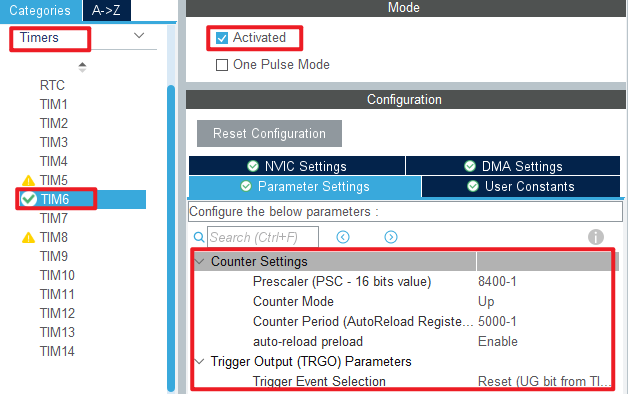 Categories A->Z
Timers
RTC
TIM1
TIM2
TIM3
TIM4
TIM5
TIM6
TIM7
TIM8
TIM9
TIM10
TIM11
TIM12
TIM13
TIM14
Mode
Activated
One Pulse Mode
Configuration
Reset Configuration
NVIC Settings DMA Settings
Parameter Settings User Constants
Configure the below parameters :
Search (Ctrl+F)
Counter Settings
Prescaler (PSC - 16 bits value) 8400-1
Counter Mode Up
Counter Period (AutoReload Registe... 5000-1
auto-reload preload Enable
Trigger Output (TRGO) Parameters
Trigger Event Selection Reset (UG bit from TI...